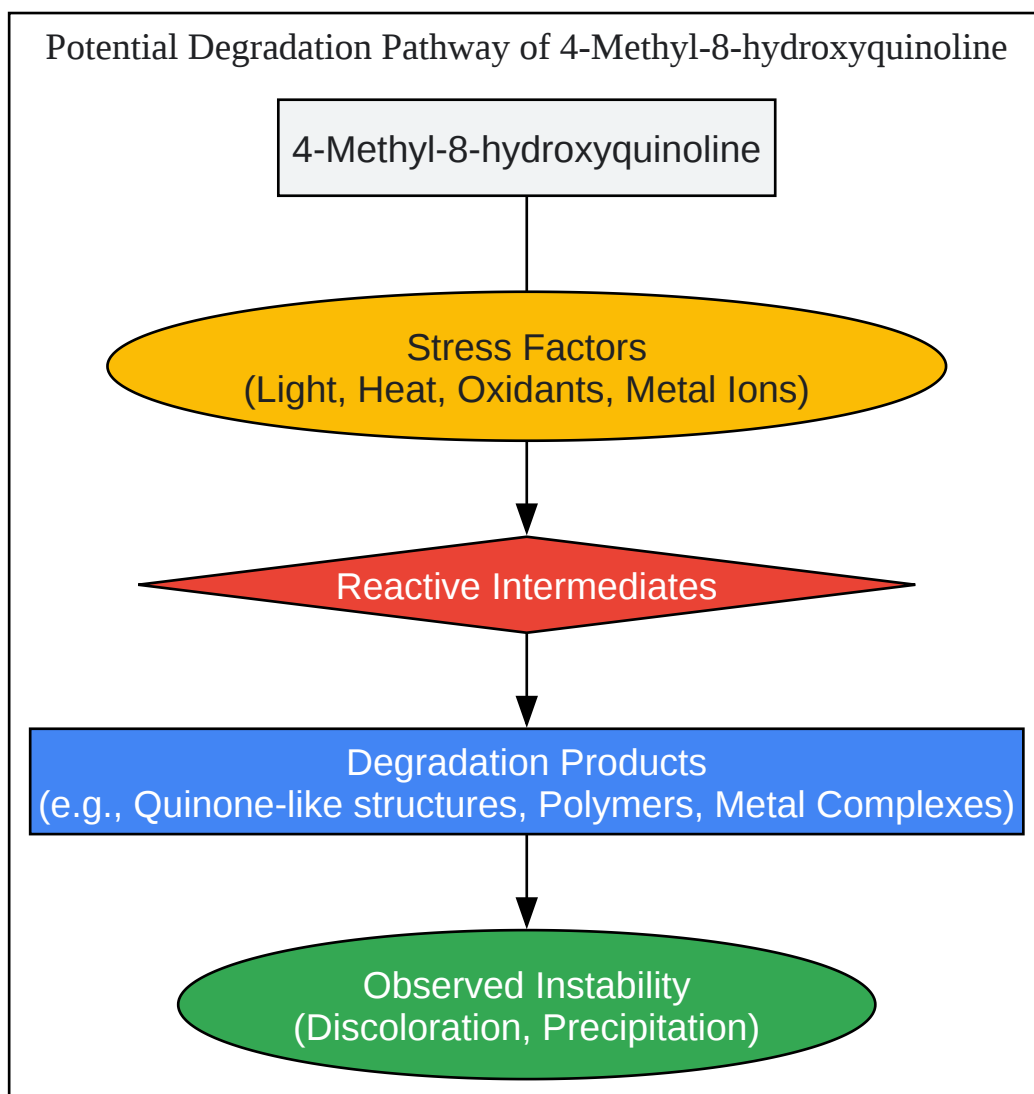 Potential Degradation Pathway of 4-Methyl-8-hydroxyquinoline
4-Methyl-8-hydroxyquinoline
Stress Factors
(Light, Heat, Oxidants, Metal Ions)
Reactive Intermediates
Degradation Products
(e.g., Quinone-like structures, Polymers, Metal Complexes)
Observed Instability
(Discoloration, Precipitation)